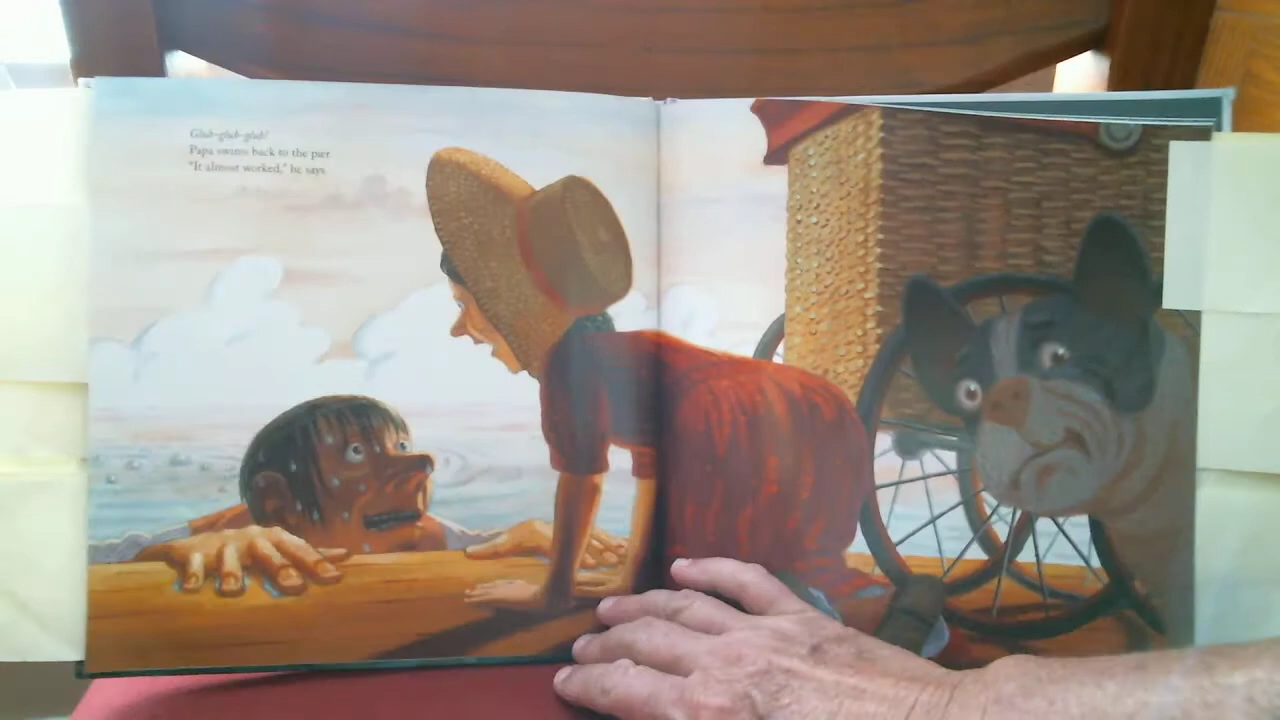 Glub-glub-glub!
Papa swims back to the pier.
"It almost worked," he says.